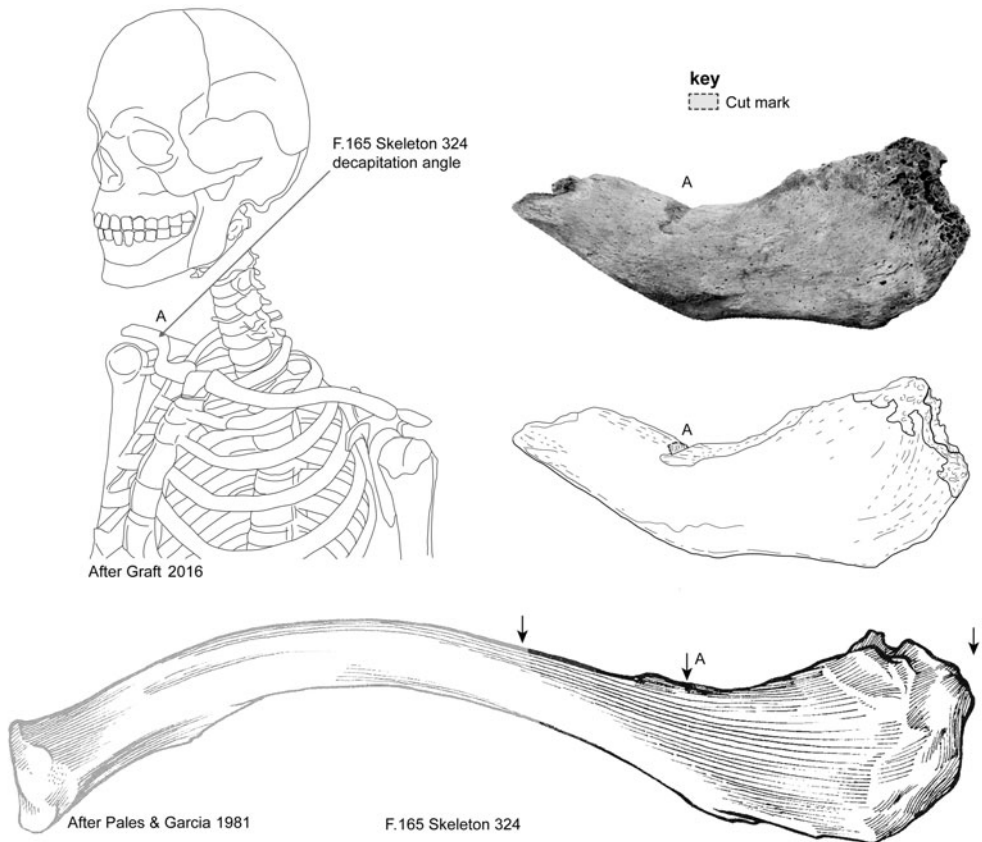 F.165 Skeleton 324
decapitation angle
A
After Graft 2016
key
Cut mark
A
A
A
After Pales & Garcia 1981
F.165 Skeleton 324